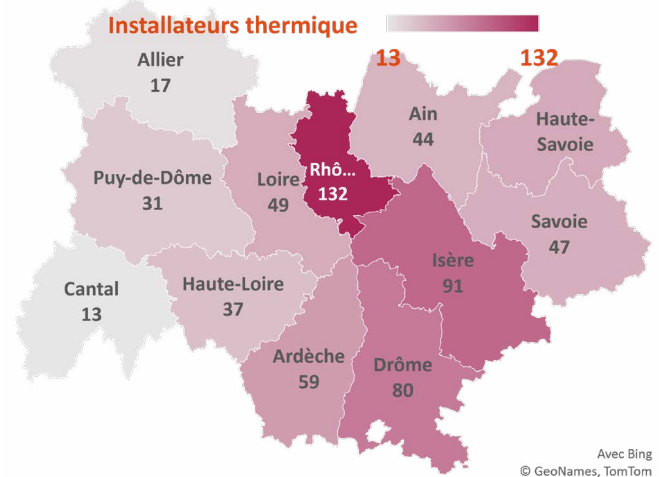 Installateurs thermique
13
132
Allier
17
Ain
44
Haute-
Savoie
Puy-de-Dôme
31
Loire
49
Rhô...
132
Savoie
47
Isère
91
Cantal
13
Haute-Loire
37
Ardèche
59
Drôme
80
Avec Bing
© GeoNames, TomTom